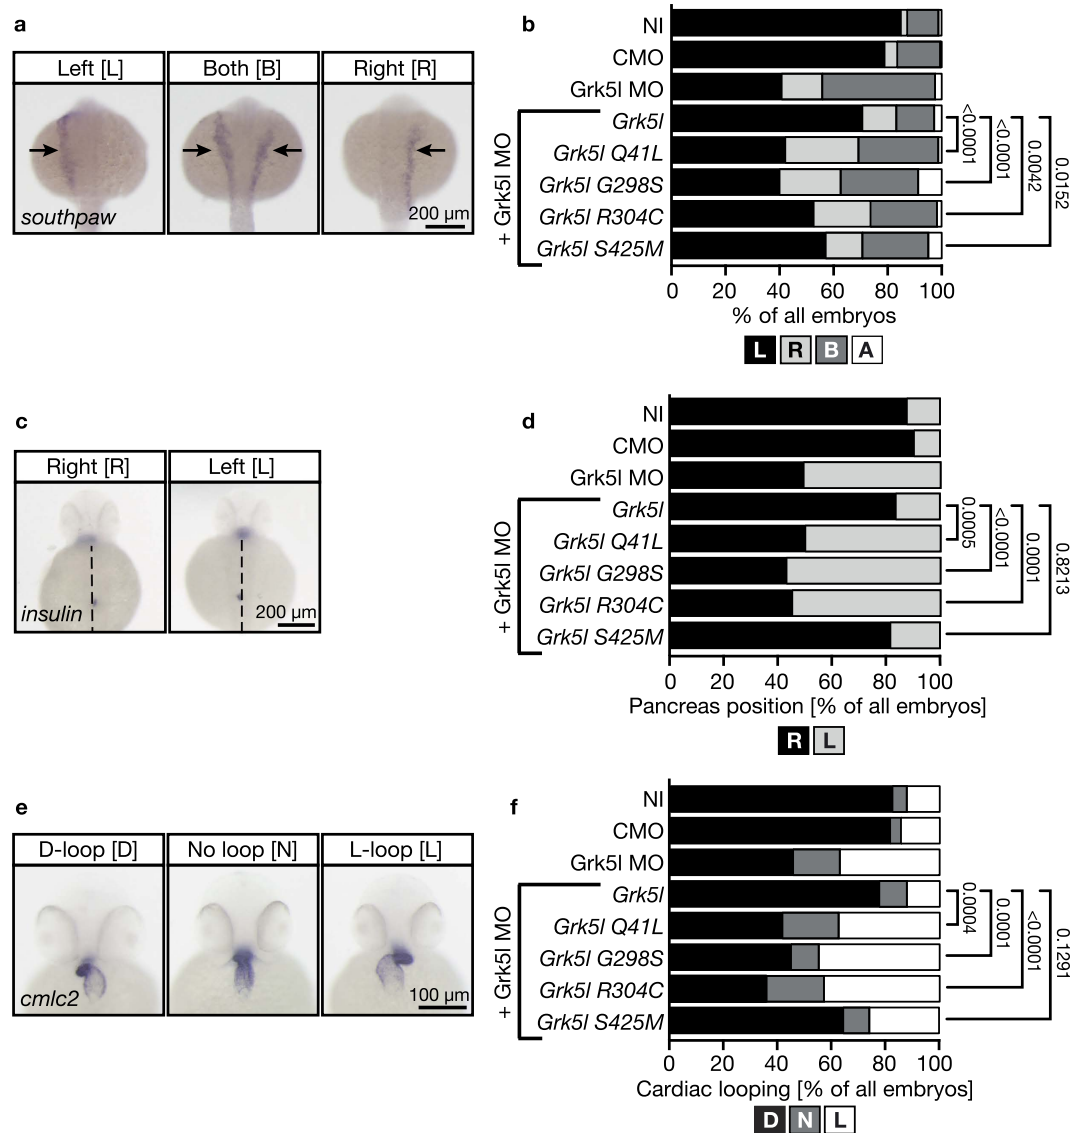 a
Left [L]
Both [B]
Right [R]
southpaw
200 µm
b
NI
CMO
Grk5l MO
Grk5l
Grk5l Q41L
Grk5l G298S
Grk5l R304C
Grk5l S425M
+ Grk5l MO
<0.0001
<0.0001
0.0042
0.0152
0 20 40 60 80 100
% of all embryos
L R B A
c
Right [R]
Left [L]
insulin
200 µm
d
NI
CMO
Grk5l MO
Grk5l
Grk5l Q41L
Grk5l G298S
Grk5l R304C
Grk5l S425M
+ Grk5l MO
0.0005
<0.0001
0.0001
0.8213
0 20 40 60 80 100
Pancreas position [% of all embryos]
R L
e
D-loop [D]
No loop [N]
L-loop [L]
cmlc2
100 µm
f
NI
CMO
Grk5l MO
Grk5l
Grk5l Q41L
Grk5l G298S
Grk5l R304C
Grk5l S425M
+ Grk5l MO
0.0004
0.0001
<0.0001
0.1291
0 20 40 60 80 100
Cardiac looping [% of all embryos]
D N L